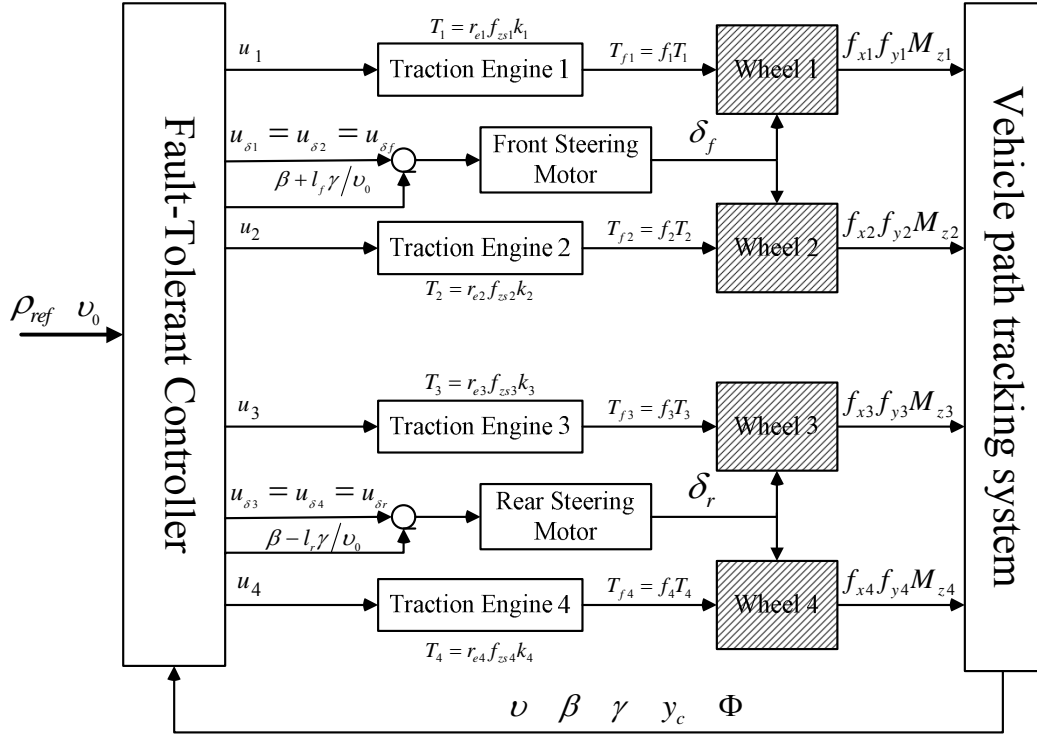 ρ_ref υ_0
Fault-Tolerant Controller
u_1
T_1 = r_e1 f_zs1 k_1
Traction Engine 1
T_f1 = f_1 T_1
Wheel 1
f_x1 f_y1 M_z1
u_δ1 = u_δ2 = u_δf
β + l_f γ/υ_0
Front Steering
Motor
δ_f
u_2
Traction Engine 2
T_2 = r_e2 f_zs2 k_2
T_f2 = f_2 T_2
Wheel 2
f_x2 f_y2 M_z2
u_3
T_3 = r_e3 f_zs3 k_3
Traction Engine 3
T_f3 = f_3 T_3
Wheel 3
f_x3 f_y3 M_z3
u_δ3 = u_δ4 = u_δr
β − l_r γ/υ_0
Rear Steering
Motor
δ_r
u_4
Traction Engine 4
T_4 = r_e4 f_zs4 k_4
T_f4 = f_4 T_4
Wheel 4
f_x4 f_y4 M_z4
Vehicle path tracking system
υ β γ y_c Φ